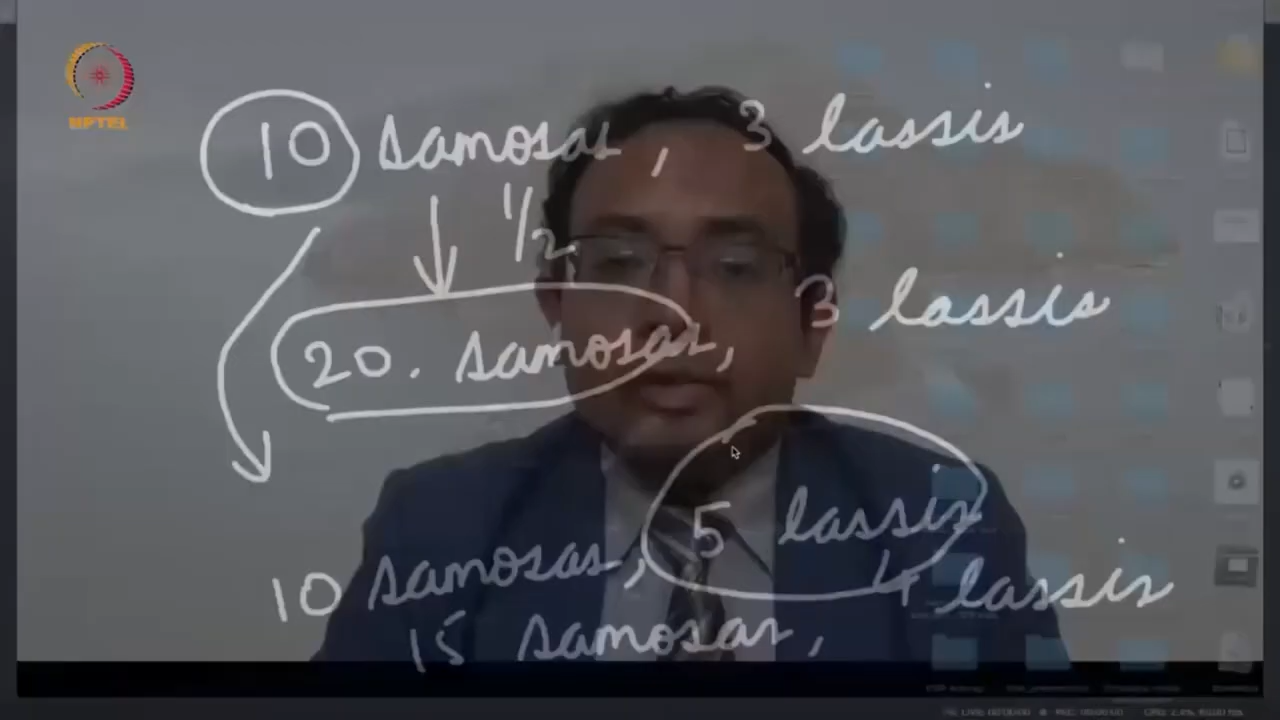 NPTEL
10 samosas, 3 lassis
1/2
20. samosas, 3 lassis
10 samosas, 5 lassis
15 samosas, 4 lassis